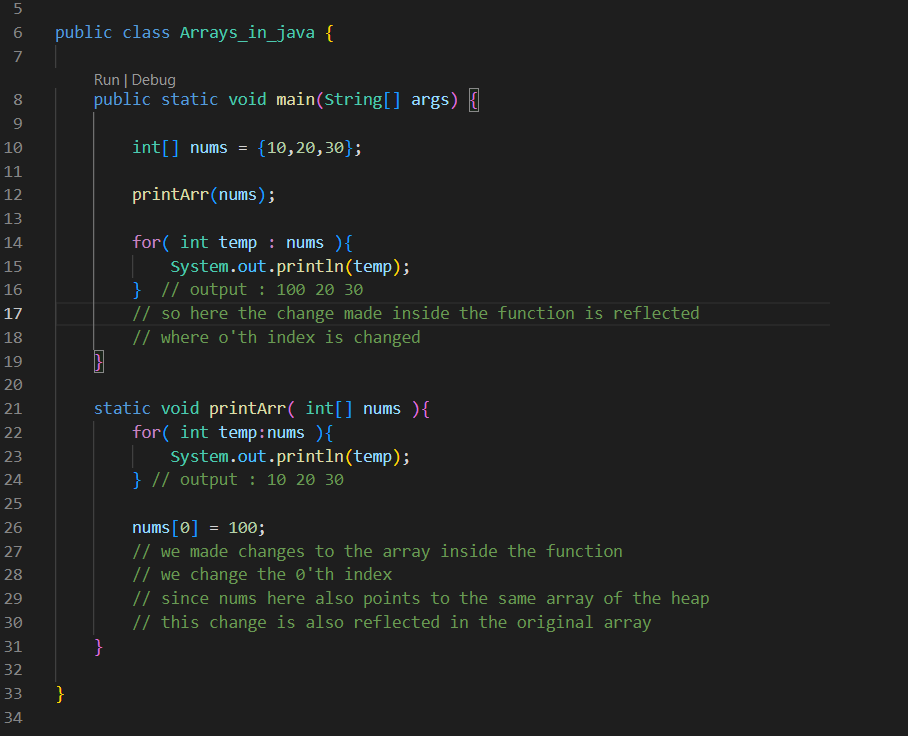 5
6 public class Arrays_in_java {
7
Run | Debug
8 public static void main(String[] args) {
9
10 int[] nums = {10,20,30};
11
12 printArr(nums);
13
14 for( int temp : nums ){
15 System.out.println(temp);
16 } // output : 100 20 30
17 // so here the change made inside the function is reflected
18 // where o'th index is changed
19 }
20
21 static void printArr( int[] nums ){
22 for( int temp:nums ){
23 System.out.println(temp);
24 } // output : 10 20 30
25
26 nums[0] = 100;
27 // we made changes to the array inside the function
28 // we change the 0'th index
29 // since nums here also points to the same array of the heap
30 // this change is also reflected in the original array
31 }
32
33 }
34